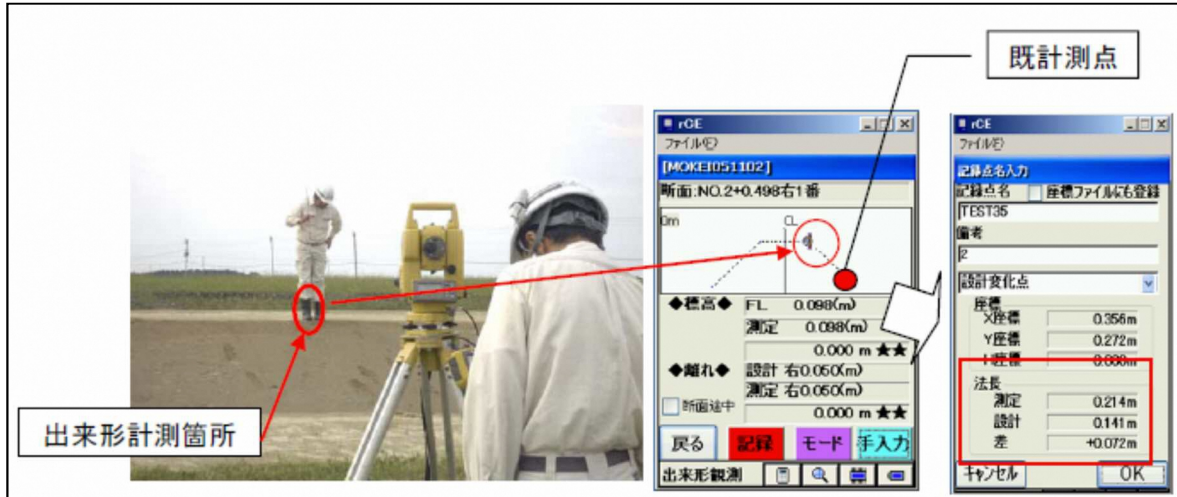 既計測点
出来形計測箇所
rCE
ファイル(F)
[MOKEI051102]
断面:NO.2+0.498右1番
0m
CL
◆標高◆ FL 0.098(m)
測定 0.098(m)
0.000 m ★★
◆離れ◆ 設計 右0.050(m)
測定 右0.050(m)
断面途中
0.000 m ★★
戻る 記録 モード 手入力
出来形観測
rCE
ファイル(F)
記録点名入力
記録点名 座標ファイルにも登録
TEST35
備考
2
設計変化点
座標
X座標 0.356m
Y座標 0.272m
法長
測定 0.214m
設計 0.141m
差 +0.072m
キャンセル OK